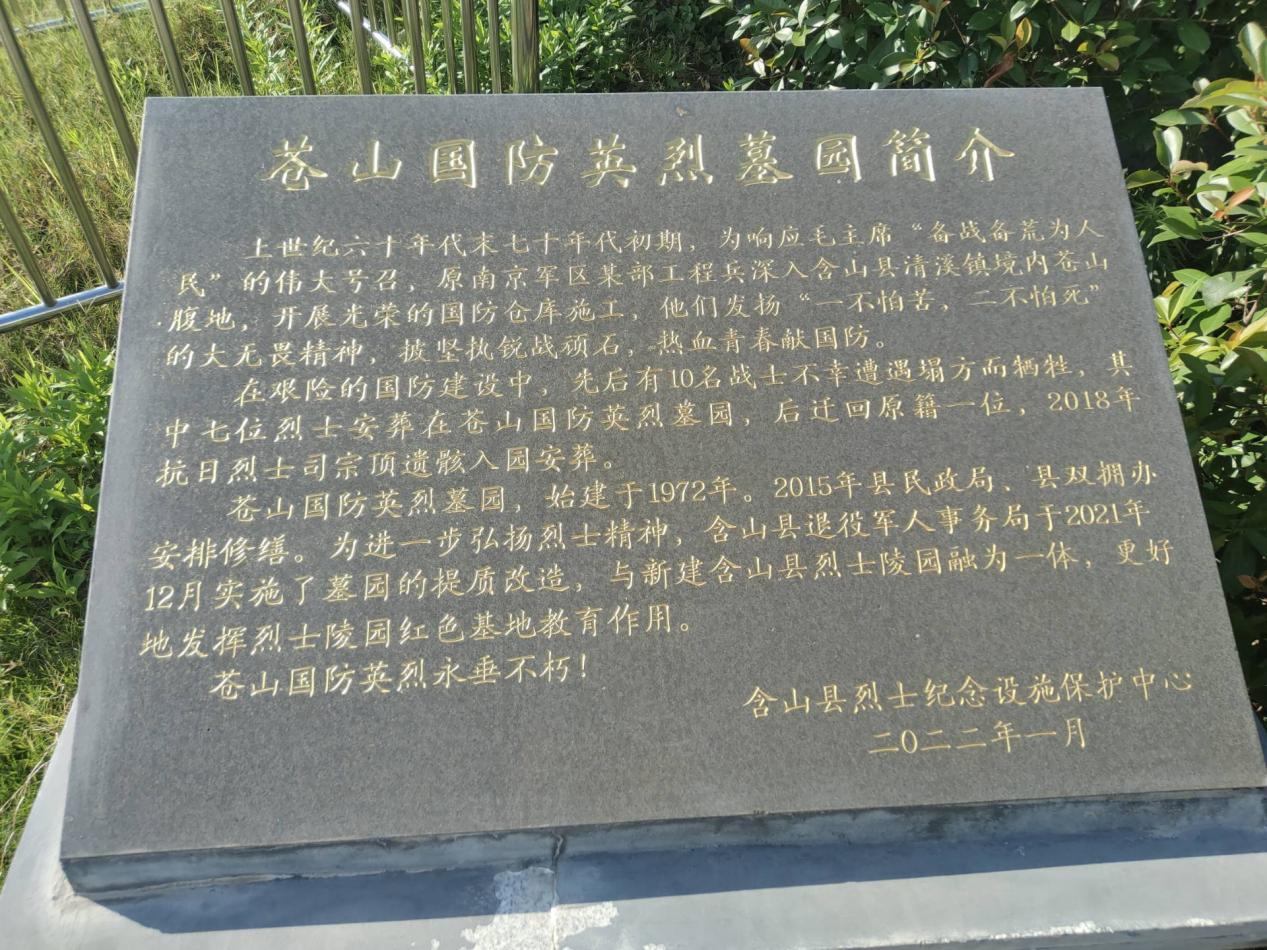 苍山国防英烈墓园简介
上世纪六十年代末七十年代初期，为响应毛主席“备战备荒为人
民”的伟大号召，原南京军区某部工程兵深入含山县清溪镇境内苍山
腹地，开展光荣的国防仓库施工，他们发扬“一不怕苦，二不怕死”
的大无畏精神，披坚执锐战顽石，热血青春献国防。
在艰险的国防建设中，先后有10名战士不幸遭遇塌方而牺牲，其
中七位烈士安葬在苍山国防英烈墓园，后迁回原籍一位，2018年
抗日烈士司宗顶遗骸入园安葬。
苍山国防英烈墓园，始建于1972年。2015年县民政局、县双拥办
安排修缮。为进一步弘扬烈士精神，含山县退役军人事务局于2021年
12月实施了墓园的提质改造，与新建含山县烈士陵园融为一体，更好
地发挥烈士陵园红色基地教育作用。
苍山国防英烈永垂不朽！
含山县烈士纪念设施保护中心
二〇二二年一月